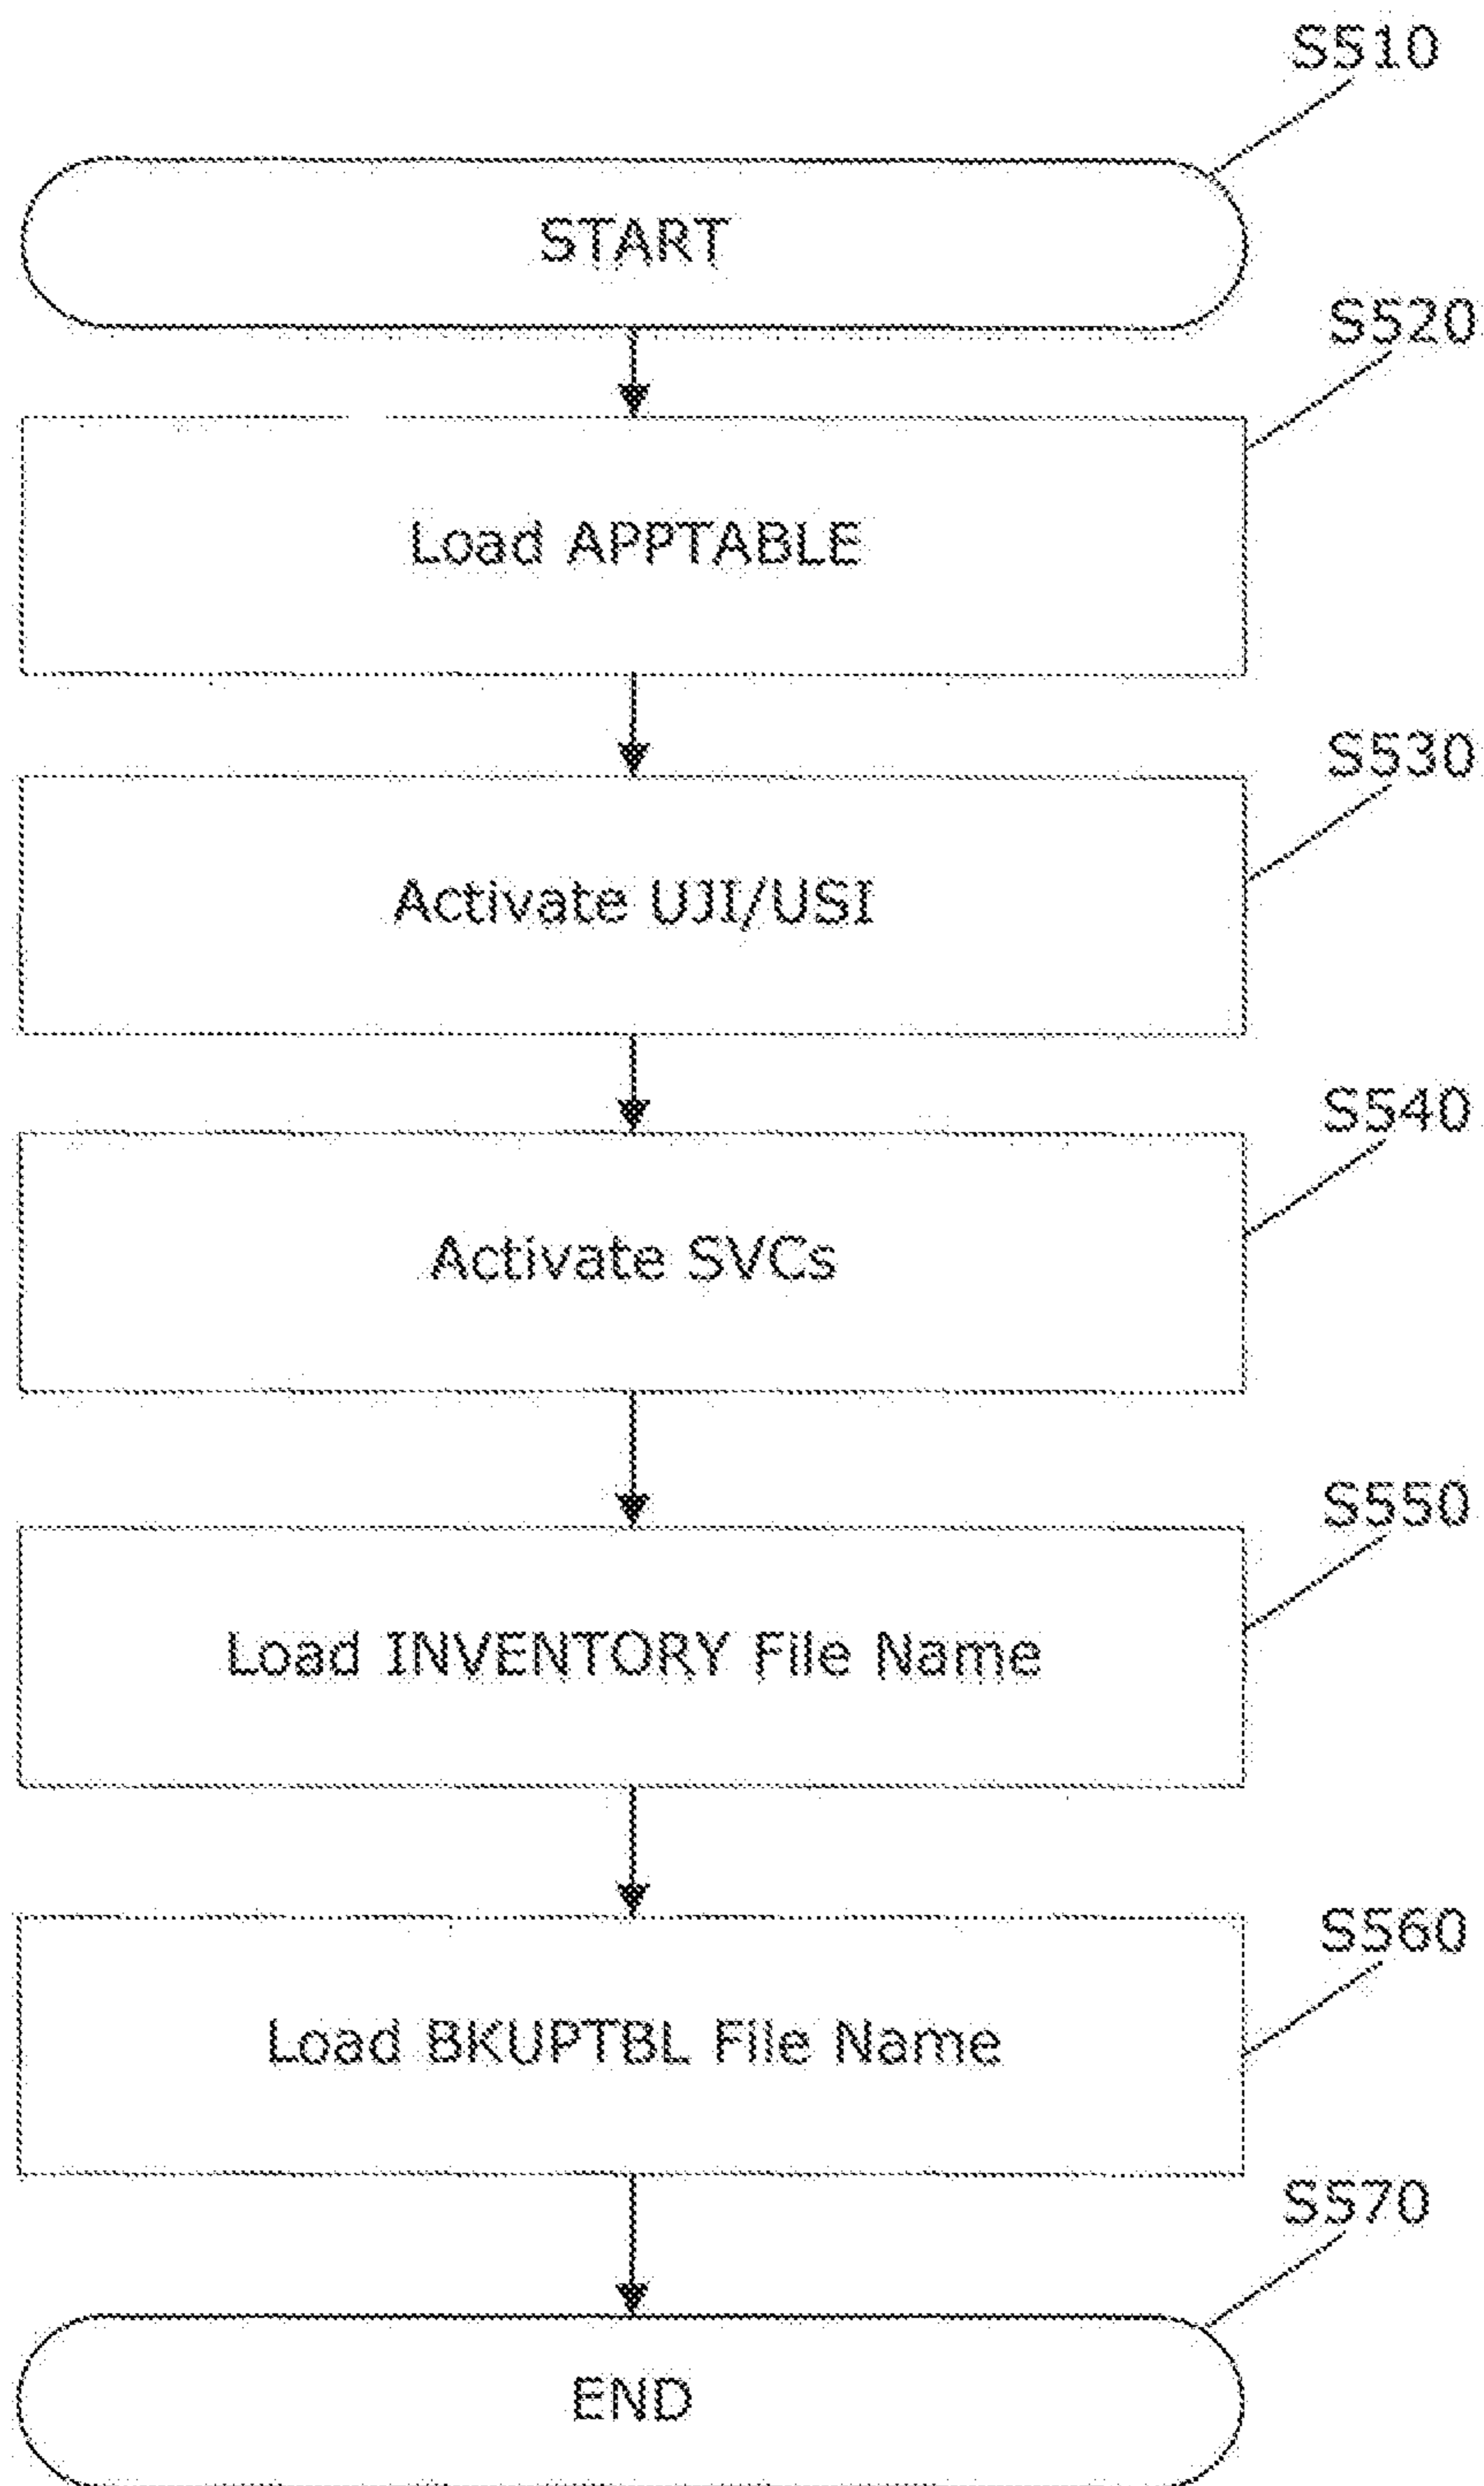 S510
START
S520
Load APPTABLE
S530
Activate UJI/USI
S540
Activate SVCs
S550
Load INVENTORY File Name
S560
Load BKUPTBL File Name
S570
END